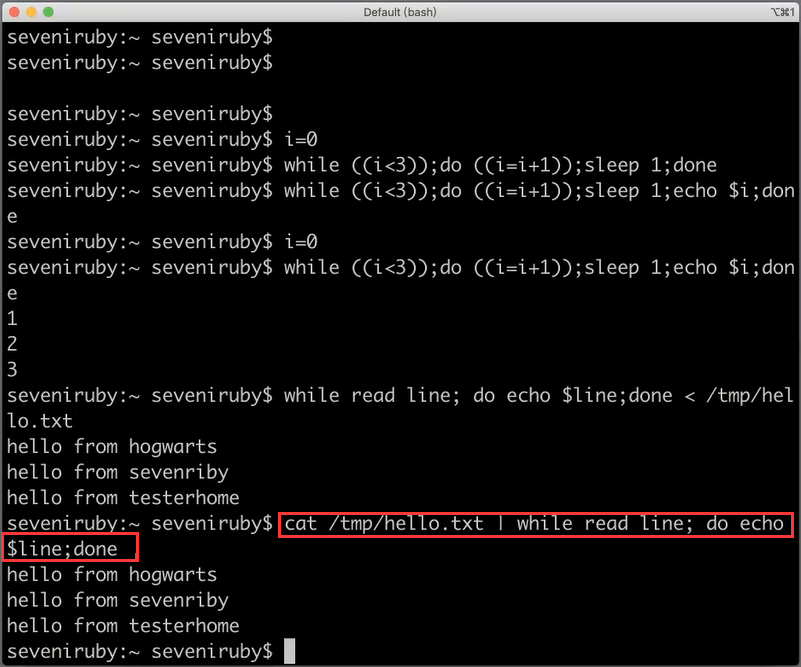 Default (bash)
⌥⌘1
seveniruby:~ seveniruby$
seveniruby:~ seveniruby$
seveniruby:~ seveniruby$
seveniruby:~ seveniruby$ i=0
seveniruby:~ seveniruby$ while ((i<3));do ((i=i+1));sleep 1;done
seveniruby:~ seveniruby$ while ((i<3));do ((i=i+1));sleep 1;echo $i;don
e
seveniruby:~ seveniruby$ i=0
seveniruby:~ seveniruby$ while ((i<3));do ((i=i+1));sleep 1;echo $i;don
e
1
2
3
seveniruby:~ seveniruby$ while read line; do echo $line;done < /tmp/hel
lo.txt
hello from hogwarts
hello from sevenriby
hello from testerhome
seveniruby:~ seveniruby$ cat /tmp/hello.txt | while read line; do echo
$line;done
hello from hogwarts
hello from sevenriby
hello from testerhome
seveniruby:~ seveniruby$